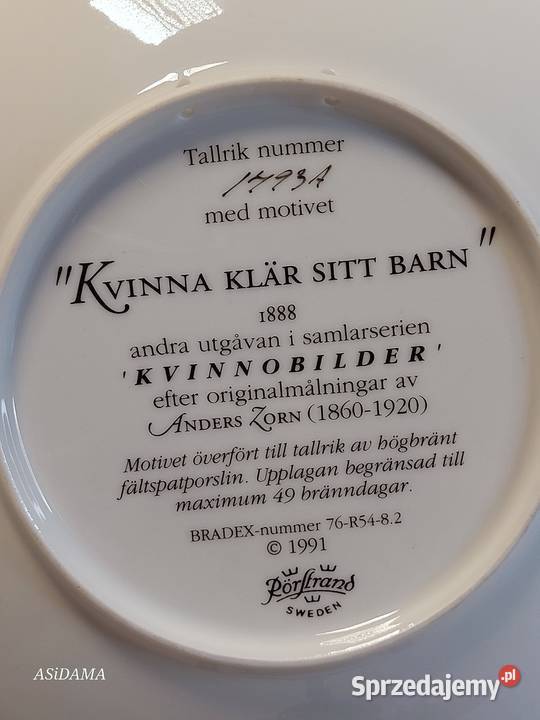 Tallrik nummer
1793A
med motivet
"KVINNA KLÄR SITT BARN"
1888
andra utgåvan i samlarserien
'KVINNOBILDER'
efter originalmålningar av
ANDERS ZORN (1860-1920)
Motivet överfört till tallrik av högbränt
fältspatporslin. Upplagan begränsad till
maximum 49 bränndagar.
BRADEX-nummer 76-R54-8.2
© 1991
RörStrand
SWEDEN
ASiDAMA
Sprzedajemy.pl